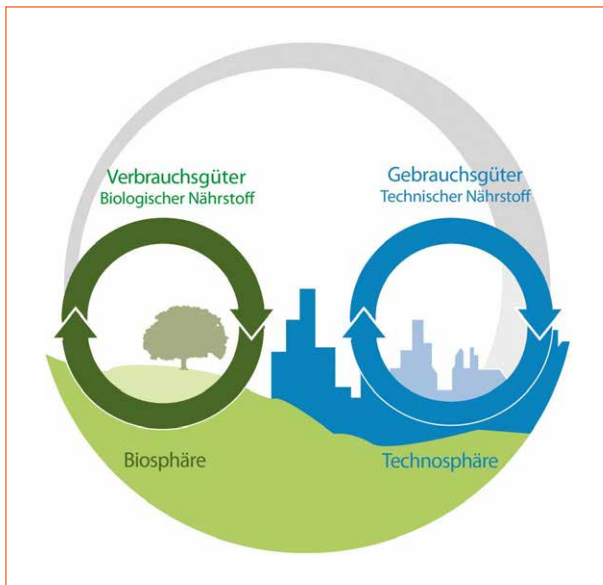 Verbrauchsgüter
Biologischer Nährstoff
Gebrauchsgüter
Technischer Nährstoff
Biosphäre
Technosphäre